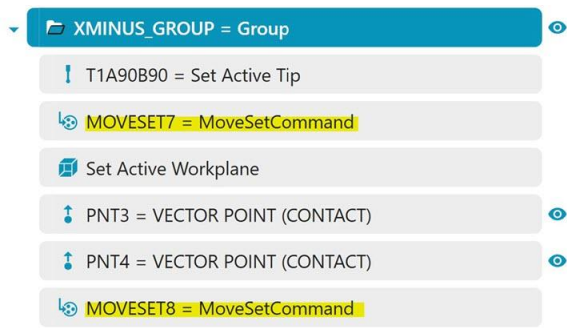 XMINUS_GROUP = Group
T1A90B90 = Set Active Tip
MOVESET7 = MoveSetCommand
Set Active Workplane
PNT3 = VECTOR POINT (CONTACT)
PNT4 = VECTOR POINT (CONTACT)
MOVESET8 = MoveSetCommand